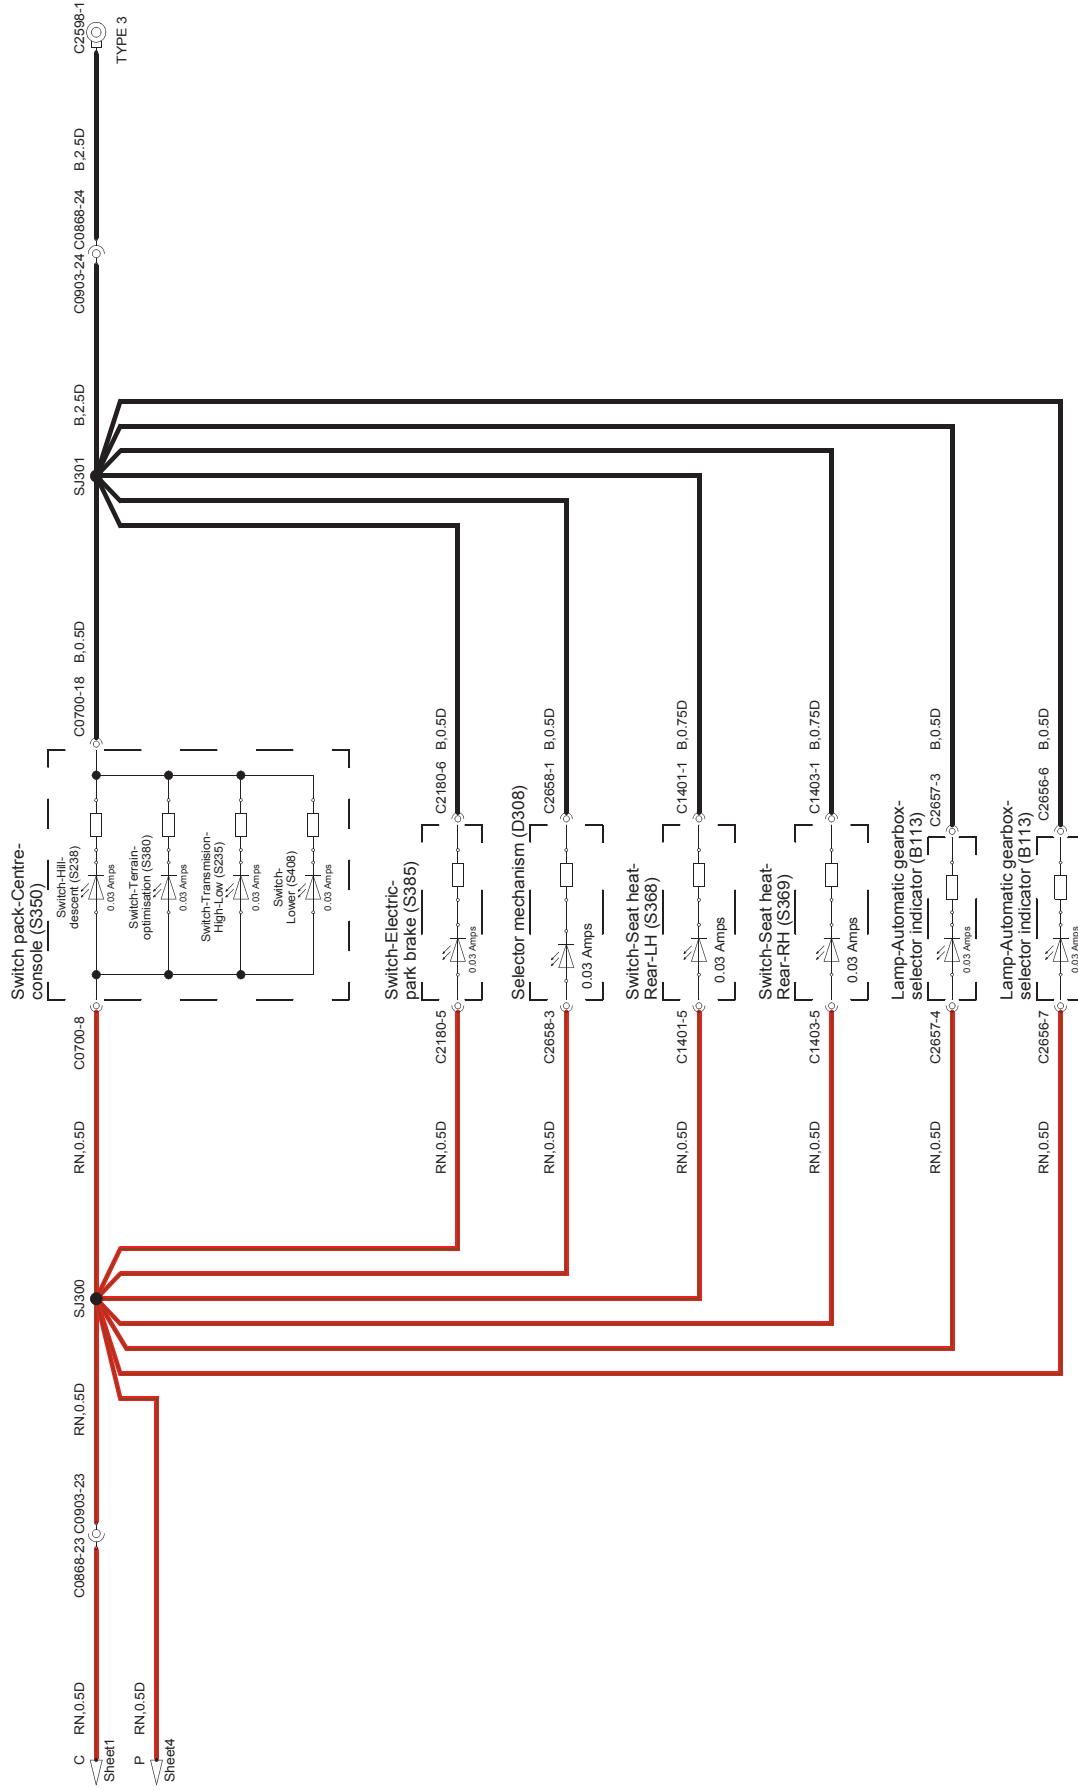 C2598-1
TYPE 3
B,2.5D
C0868-24
C0903-24
B,2.5D
SJ301
B,0.5D
C0700-18
Switch pack-Centre-
console (S350)
Switch-Hill-
descent (S238)
0.03 Amps
Switch-Terrain-
optimisation (S380)
0.03 Amps
Switch-Transmision-
High-Low (S235)
0.03 Amps
Switch-
Lower (S408)
0.03 Amps
C0700-8
RN,0.5D
SJ300
RN,0.5D
C0903-23
C0868-23
RN,0.5D
C
Sheet1
RN,0.5D
P
Sheet4
B,0.5D
C2180-6
Switch-Electric-
park brake (S385)
0.03 Amps
C2180-5
RN,0.5D
B,0.5D
C2658-1
Selector mechanism (D308)
0.03 Amps
C2658-3
RN,0.5D
B,0.75D
C1401-1
Switch-Seat heat-
Rear-LH (S368)
0.03 Amps
C1401-5
RN,0.5D
B,0.75D
C1403-1
Switch-Seat heat-
Rear-RH (S369)
0.03 Amps
C1403-5
RN,0.5D
B,0.5D
C2657-3
Lamp-Automatic gearbox-
selector indicator (B113)
0.03 Amps
C2657-4
RN,0.5D
B,0.5D
C2656-6
Lamp-Automatic gearbox-
selector indicator (B113)
0.03 Amps
C2656-7
RN,0.5D